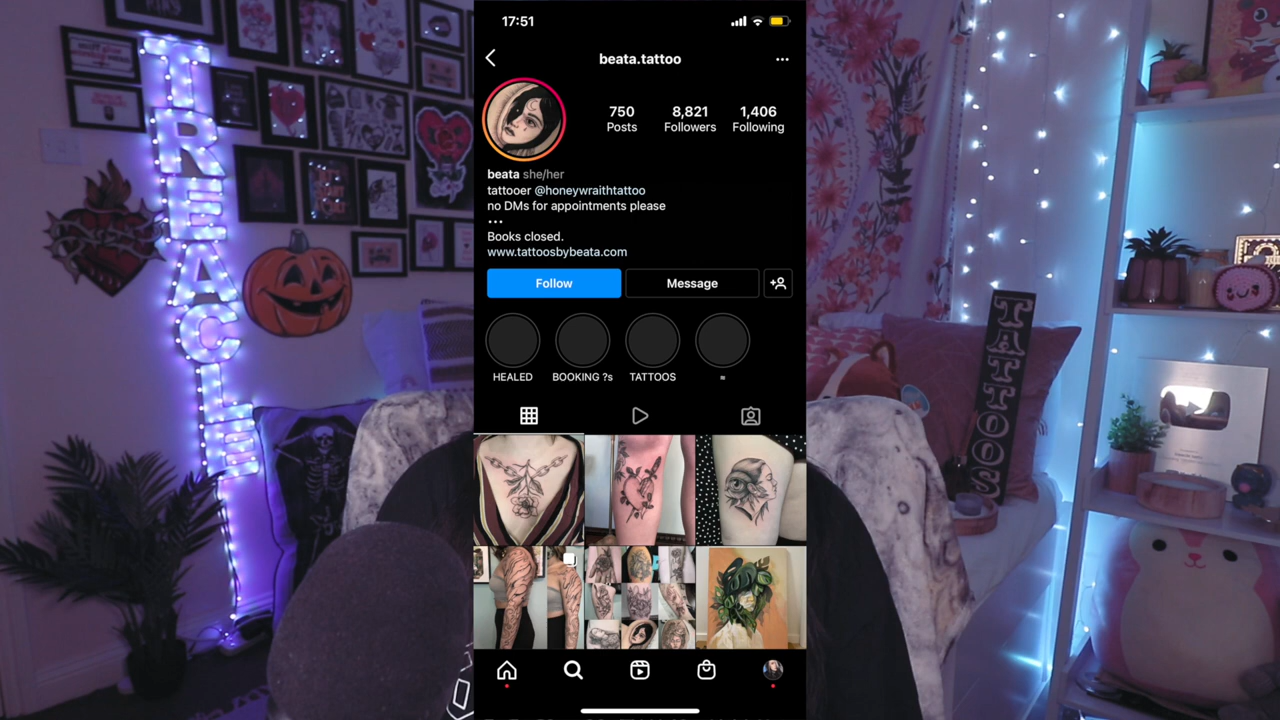 TREACLE
17:51
beata.tattoo
750
Posts
8,821
Followers
1,406
Following
beata she/her
tattooer @honeywraithtattoo
no DMs for appointments please
•••
Books closed.
www.tattoosbybeata.com
Follow
Message
HEALED
BOOKING ?s
TATTOOS
≈
TATTOOS